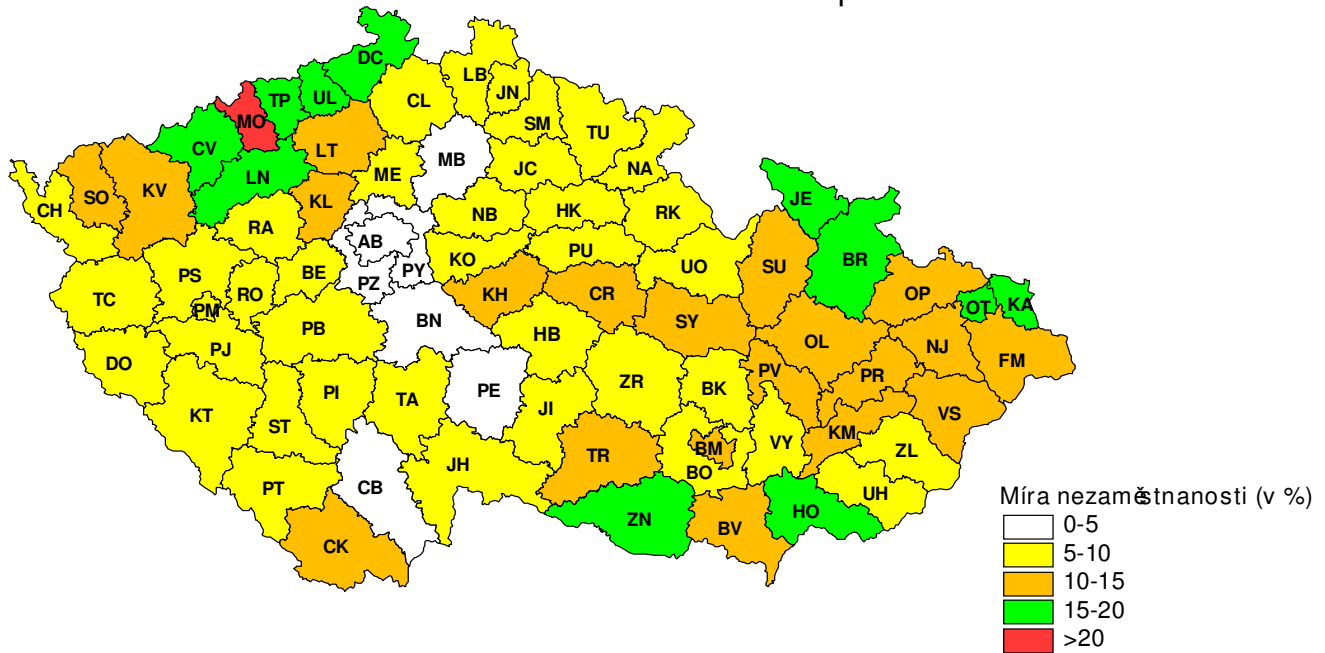 DC
LB
JN
TP
UL
CL
MO
SM
TU
CV
LT
MB
JC
NA
LN
ME
SO
KV
KL
CH
RA
NB
HK
RK
JE
AB
KO
PU
UO
SU
BR
PS
BE
PZ
PY
TC
RO
KH
CR
OP
OT
KA
PM
PB
BN
SY
HB
OL
NJ
FM
DO
PJ
PE
ZR
BK
PV
PR
KT
ST
PI
TA
JI
VY
KM
VS
TR
BM
BO
ZL
PT
CB
JH
UH
CK
ZN
BV
HO
Míra nezaměstnanosti (v %)
0-5
5-10
10-15
15-20
>20